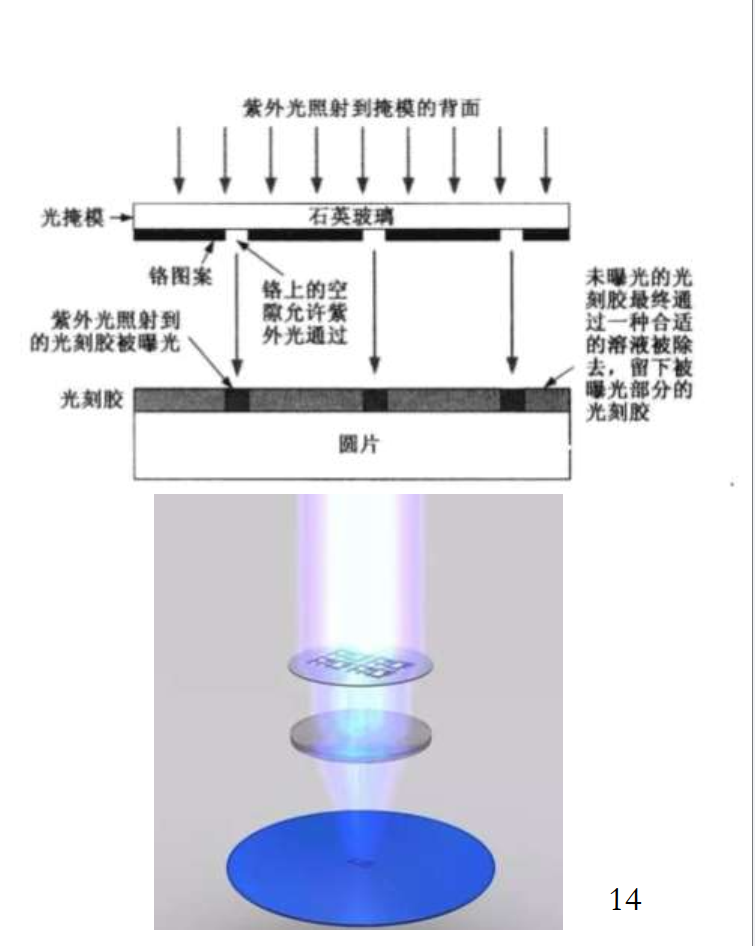 紫外光照射到掩模的背面
光掩模
石英玻璃
铬图案
铬上的空
隙允许紫
外光通过
紫外光照射到
的光刻胶被曝光
未曝光的光
刻胶最终通
过一种合适
的溶液被除
去，留下被
曝光部分的
光刻胶
光刻胶
圆片
14